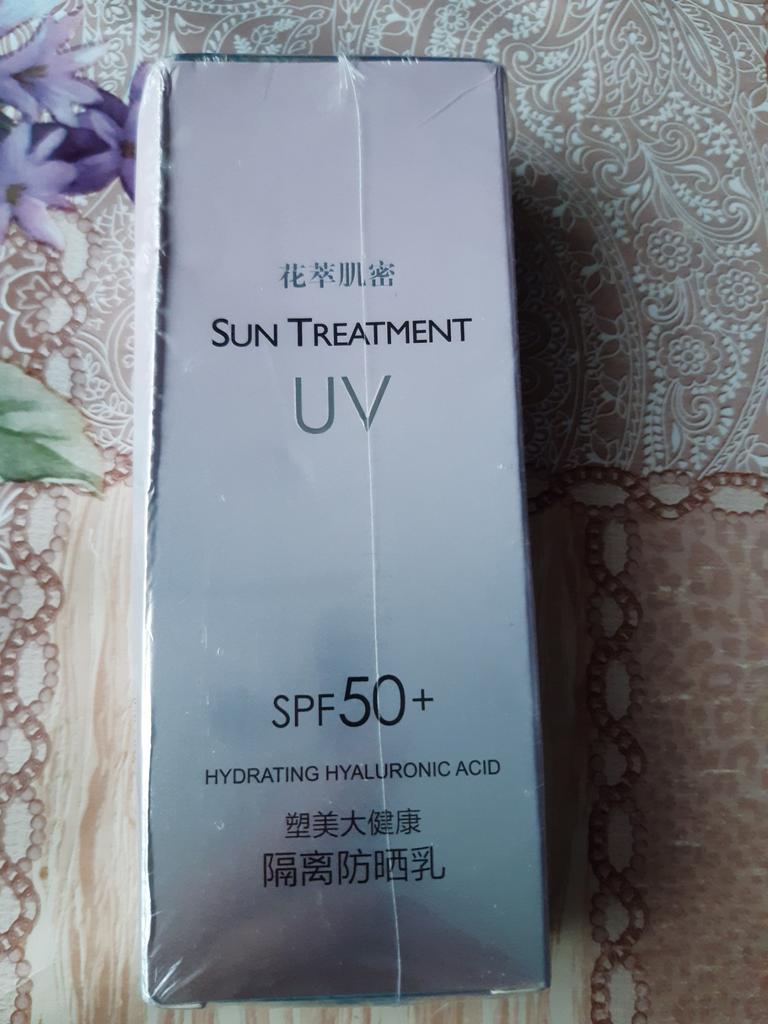 花萃肌密
SUN TREATMENT
UV
SPF50+
HYDRATING HYALURONIC ACID
塑美大健康
隔离防晒乳